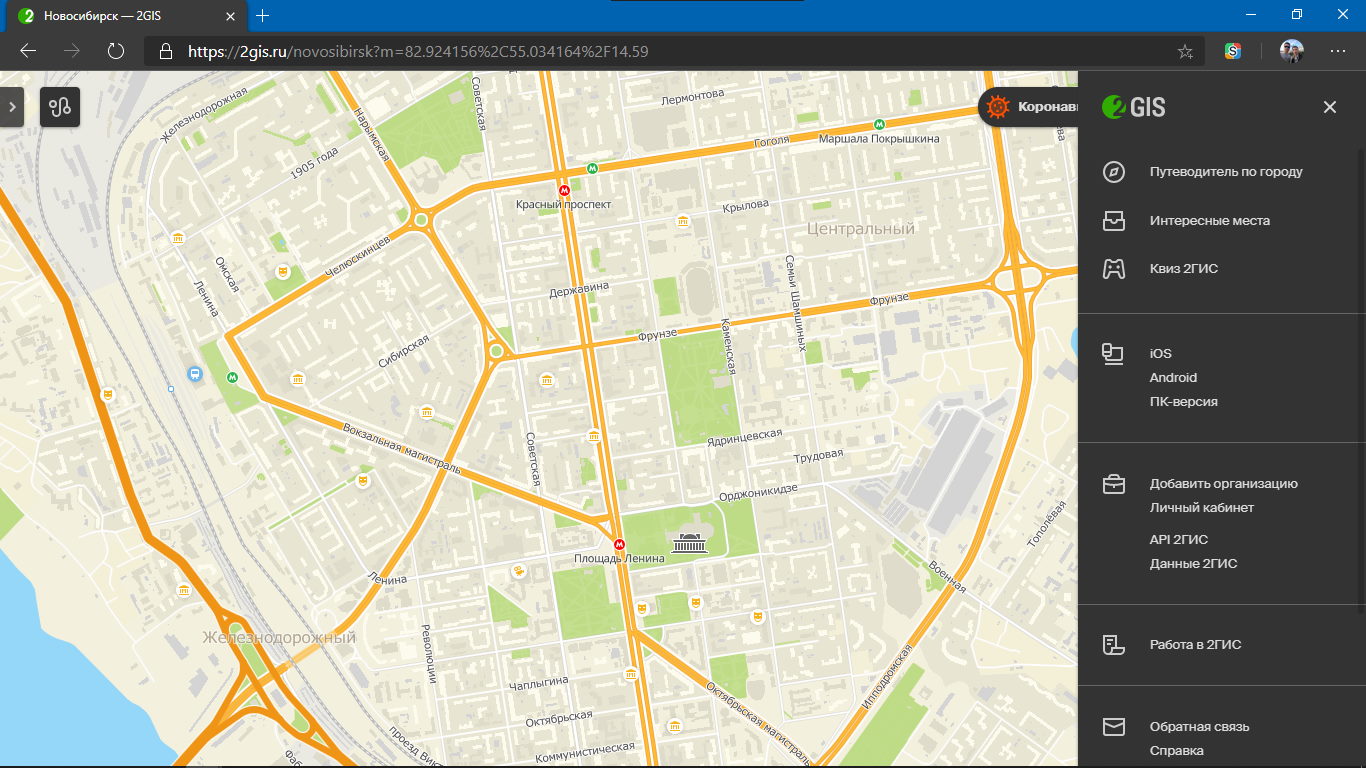 Новосибирск — 2GIS
https://2gis.ru/novosibirsk?m=82.924156%2C55.034164%2F14.59
Железнодорожная
Нарымская
Советская
Лермонтова
Гоголя
Маршала Покрышкина
1905 года
Красный проспект
Крылова
Центральный
Челюскинцев
Омская
Ленина
Державина
Семьи Шамшиных
Фрунзе
Фрунзе
Каменская
Сибирская
Вокзальная магистраль
Советская
Ядринцевская
Трудовая
Орджоникидзе
Площадь Ленина
Тополёвая
Военная
Ленина
Железнодорожный
Революции
Чаплыгина
Октябрьская
Коммунистическая
Октябрьская магистраль
Ипподромская
Коронав
2GIS
Путеводитель по городу
Интересные места
Квиз 2ГИС
iOS
Android
ПК-версия
Добавить организацию
Личный кабинет
API 2ГИС
Данные 2ГИС
Работа в 2ГИС
Обратная связь
Справка